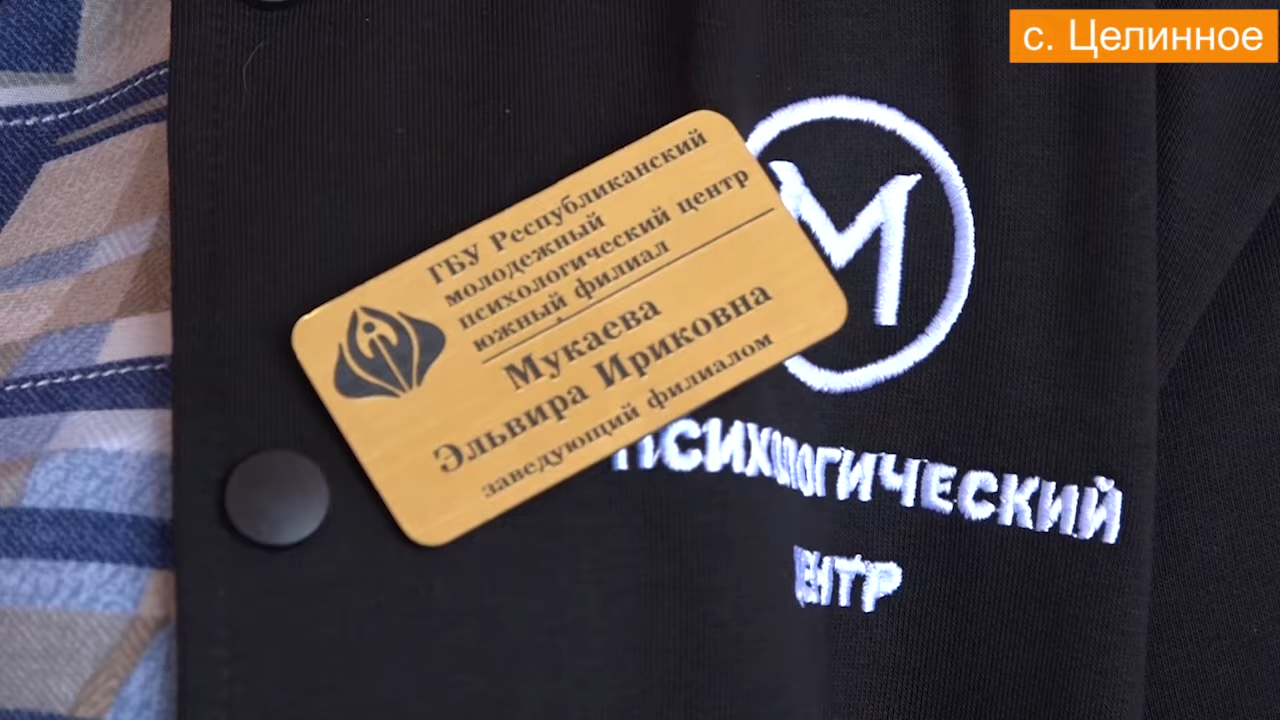 с. Целинное
ГБУ Республиканский
молодежный
психологический центр
южный филиал
Мукаева
Эльвира Ириковна
заведующий филиалом
М
ПСИХОЛОГИЧЕСКИЙ
ЦЕНТР